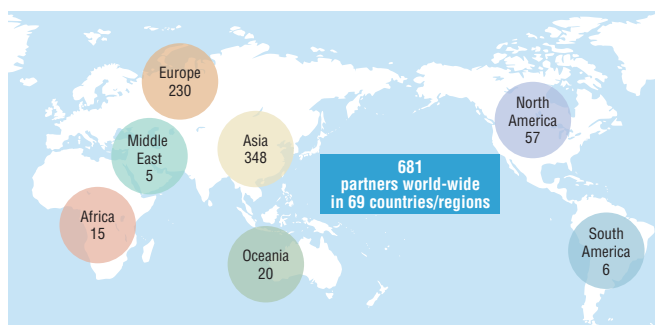 Europe
230
Middle
East
5
Asia
348
North
America
57
681
partners world-wide
in 69 countries/regions
Africa
15
Oceania
20
South
America
6